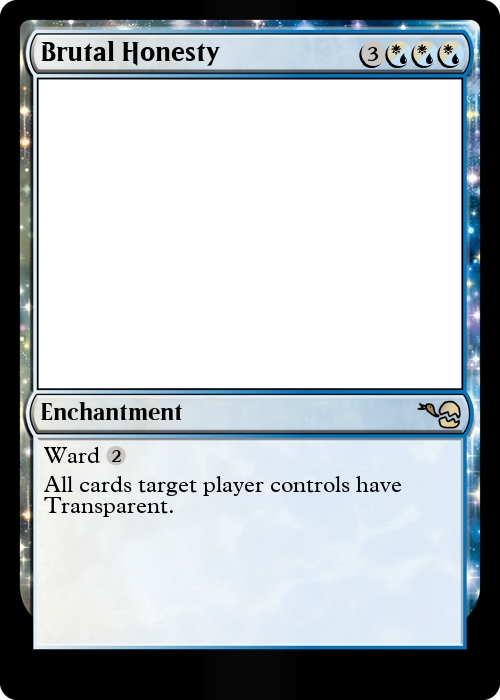 Brutal Honesty 3
Enchantment
Ward 2
All cards target player controls have
Transparent.